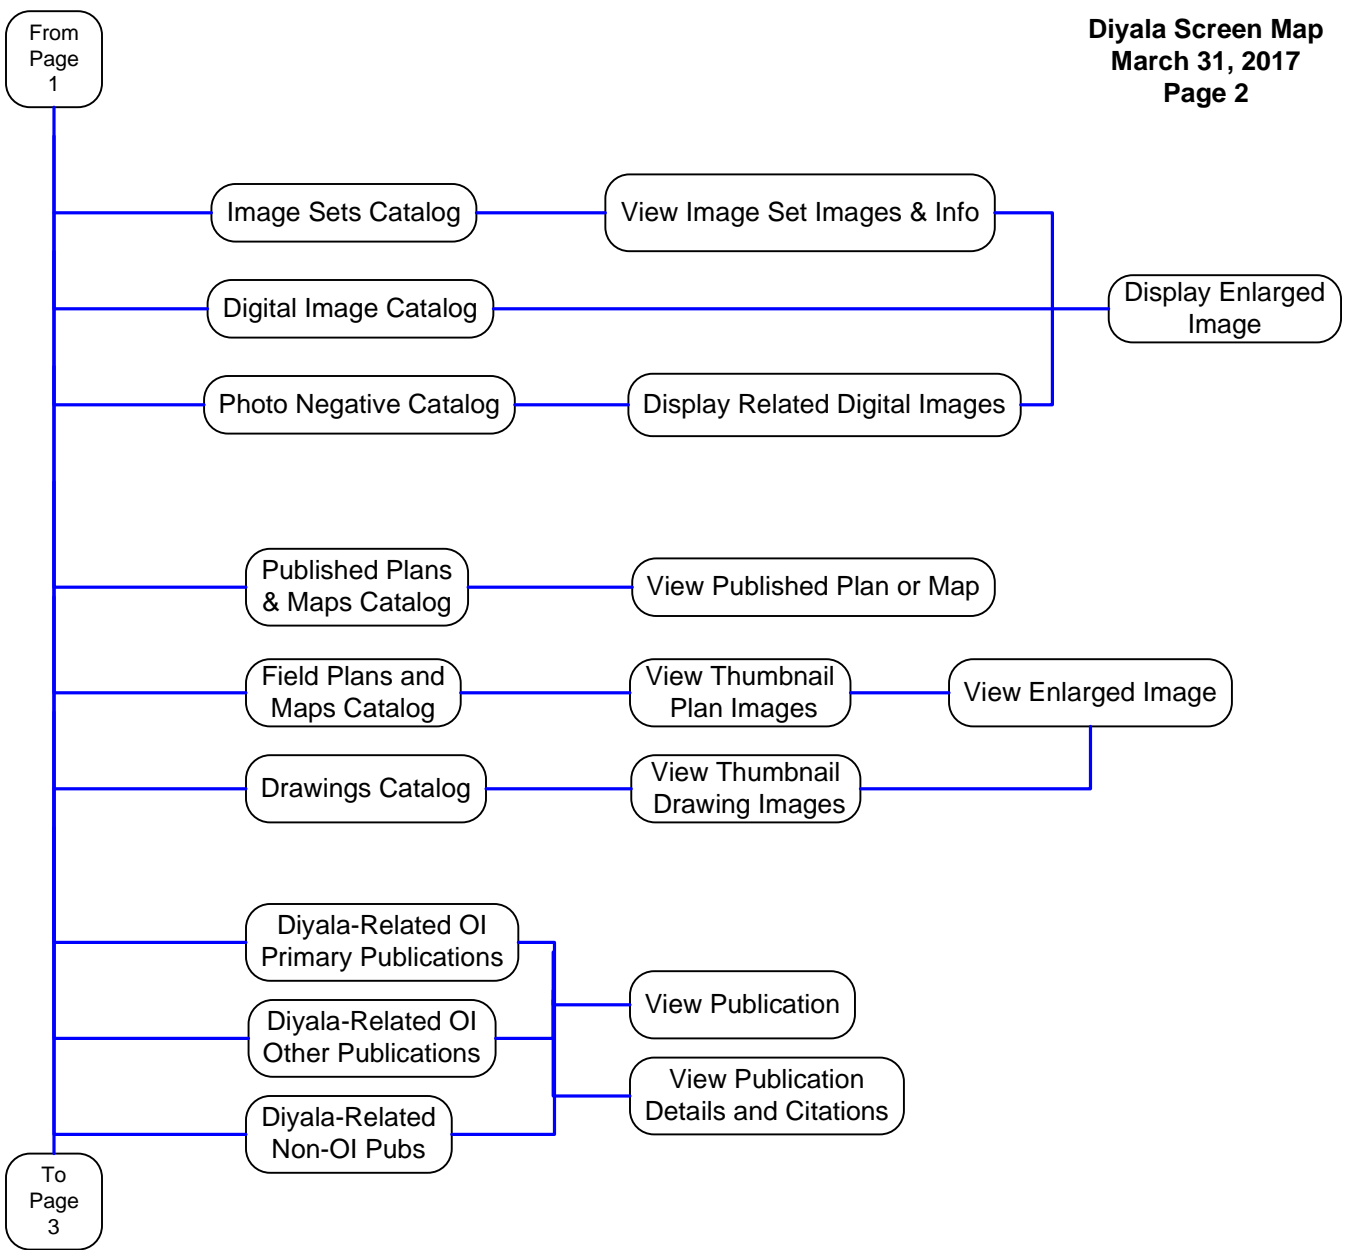 From
Page
1
Diyala Screen Map
March 31, 2017
Page 2
Image Sets Catalog
View Image Set Images & Info
Digital Image Catalog
Display Enlarged
Image
Photo Negative Catalog
Display Related Digital Images
Published Plans
& Maps Catalog
View Published Plan or Map
Field Plans and
Maps Catalog
View Thumbnail
Plan Images
View Enlarged Image
Drawings Catalog
View Thumbnail
Drawing Images
Diyala-Related OI
Primary Publications
View Publication
Diyala-Related OI
Other Publications
View Publication
Details and Citations
Diyala-Related
Non-OI Pubs
To
Page
3